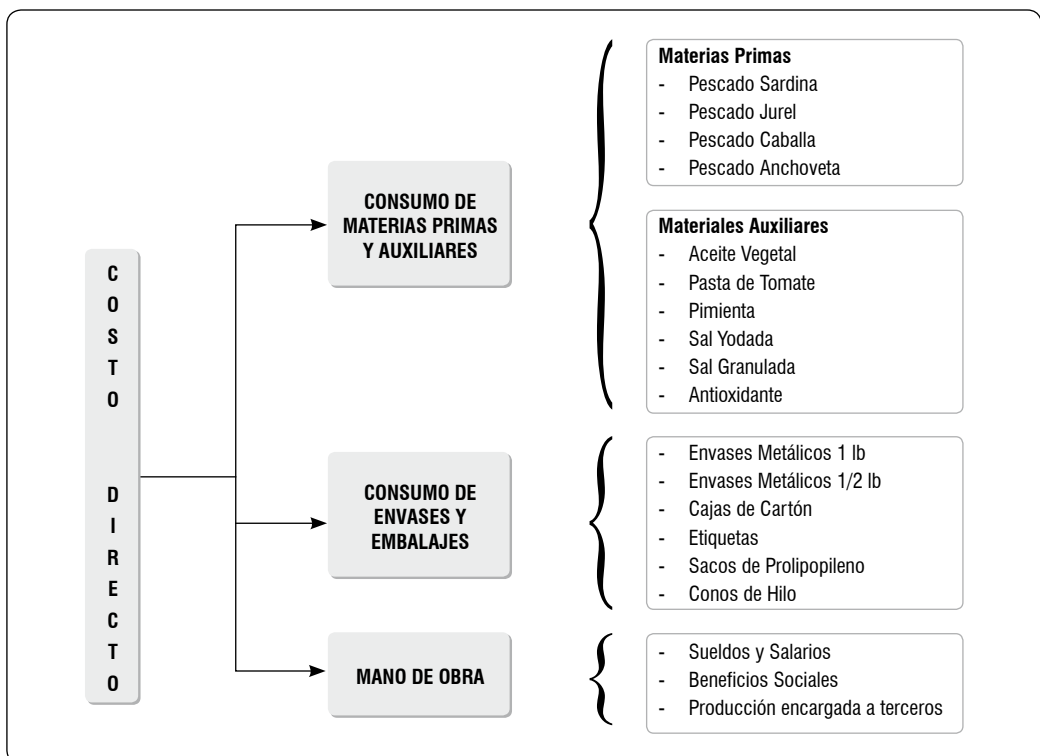 COSTO DIRECTO
CONSUMO DE
MATERIAS PRIMAS
Y AUXILIARES
Materias Primas
- Pescado Sardina
- Pescado Jurel
- Pescado Caballa
- Pescado Anchoveta
Materiales Auxiliares
- Aceite Vegetal
- Pasta de Tomate
- Pimienta
- Sal Yodada
- Sal Granulada
- Antioxidante
CONSUMO DE
ENVASES Y
EMBALAJES
- Envases Metálicos 1 lb
- Envases Metálicos 1/2 lb
- Cajas de Cartón
- Etiquetas
- Sacos de Prolipopileno
- Conos de Hilo
MANO DE OBRA
- Sueldos y Salarios
- Beneficios Sociales
- Producción encargada a terceros